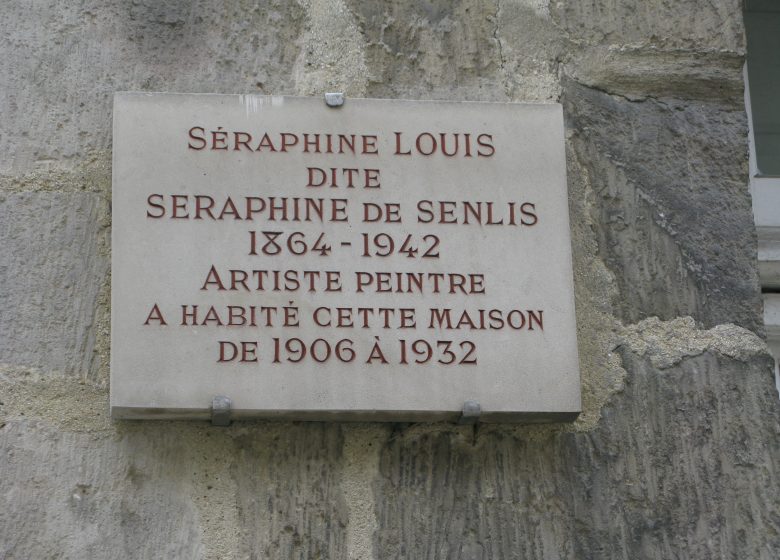 SÉRAPHINE LOUIS
DITE
SERAPHINE DE SENLIS
1864-1942
ARTISTE PEINTRE
A HABITÉ CETTE MAISON
DE 1906 À 1932